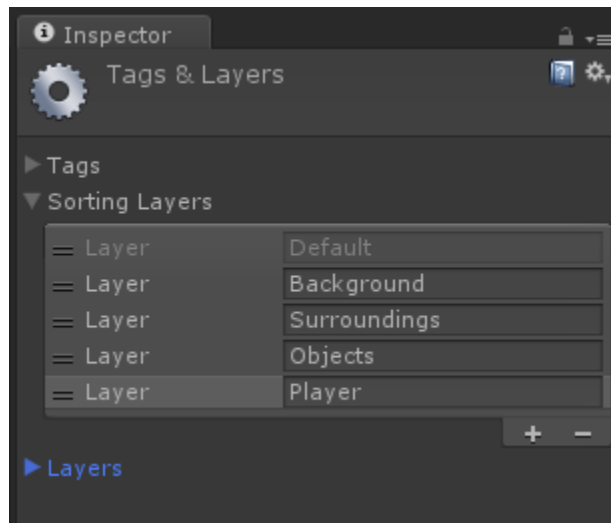 Inspector
Tags & Layers
Tags
Sorting Layers
Layer Default
Layer Background
Layer Surroundings
Layer Objects
Layer Player
+ −
Layers